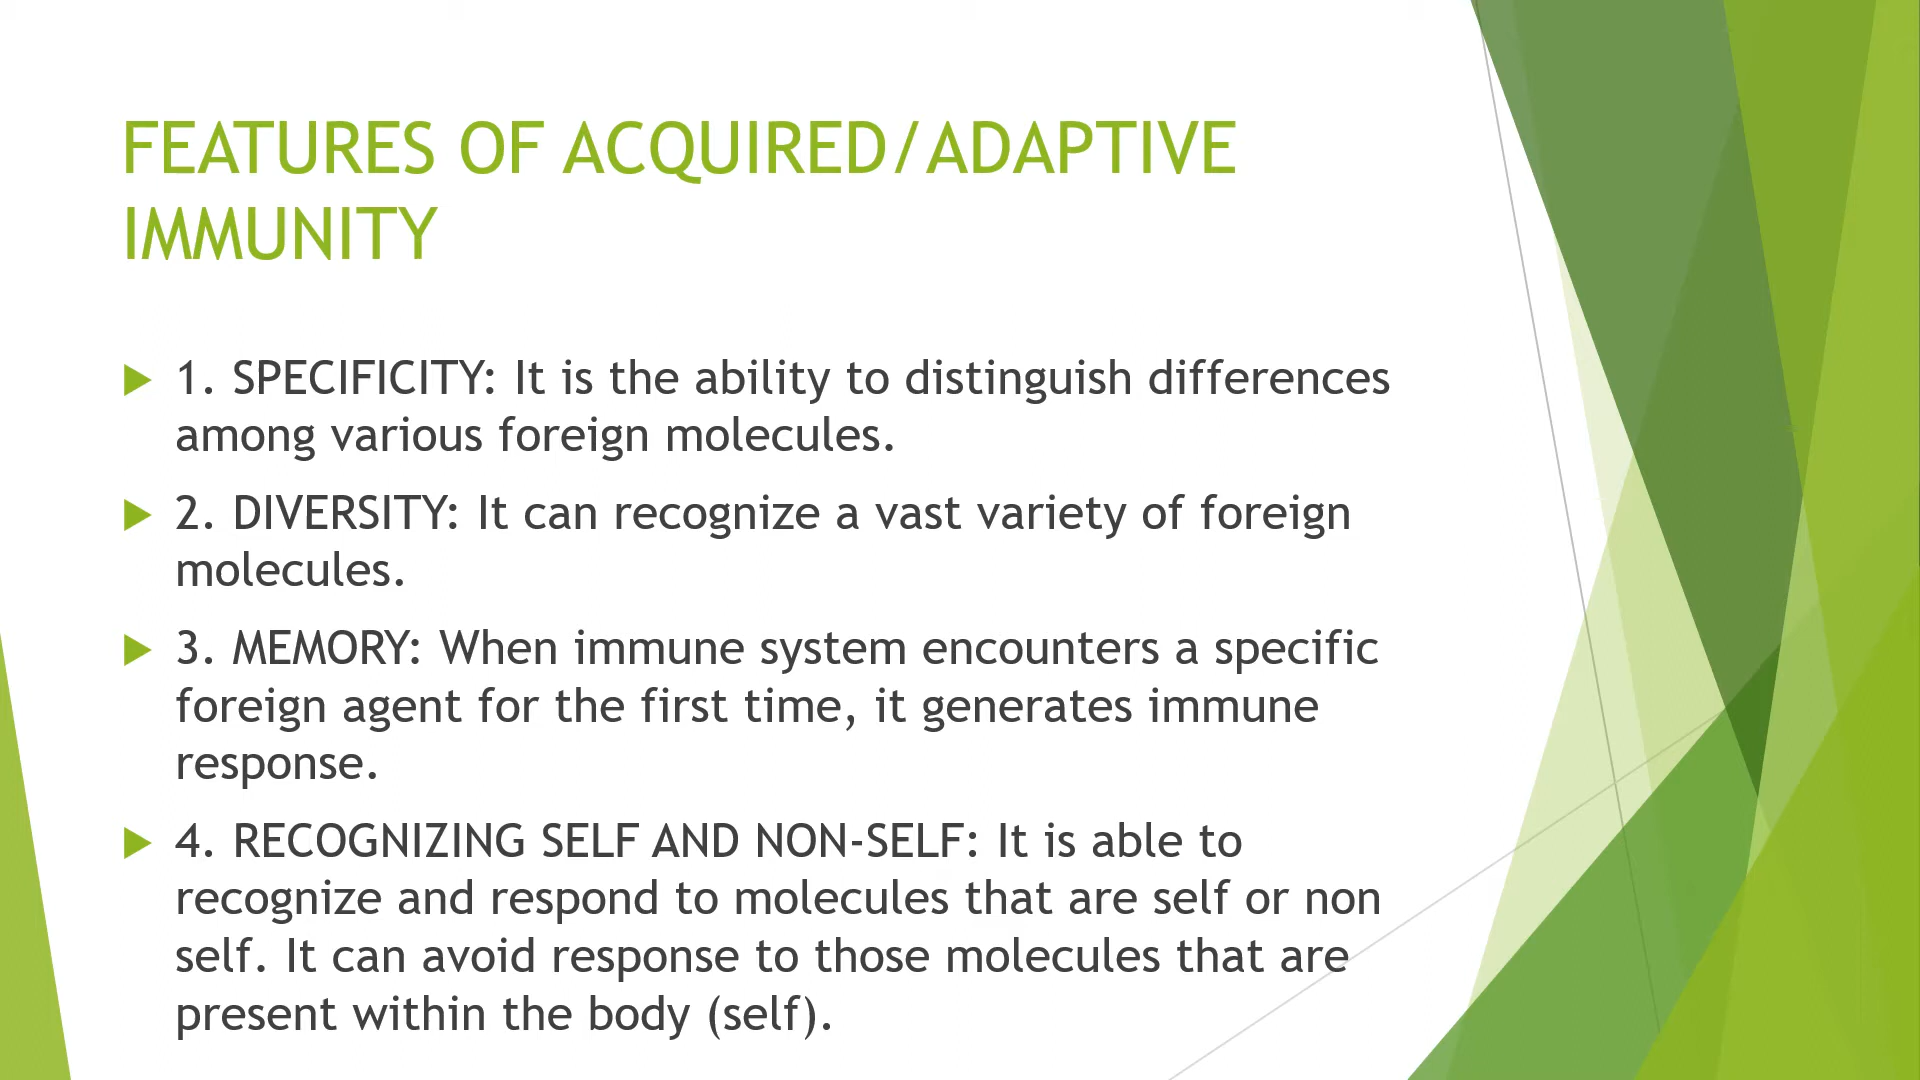 FEATURES OF ACQUIRED/ADAPTIVE
IMMUNITY
1. SPECIFICITY: It is the ability to distinguish differences
among various foreign molecules.
2. DIVERSITY: It can recognize a vast variety of foreign
molecules.
3. MEMORY: When immune system encounters a specific
foreign agent for the first time, it generates immune
response.
4. RECOGNIZING SELF AND NON-SELF: It is able to
recognize and respond to molecules that are self or non
self. It can avoid response to those molecules that are
present within the body (self).